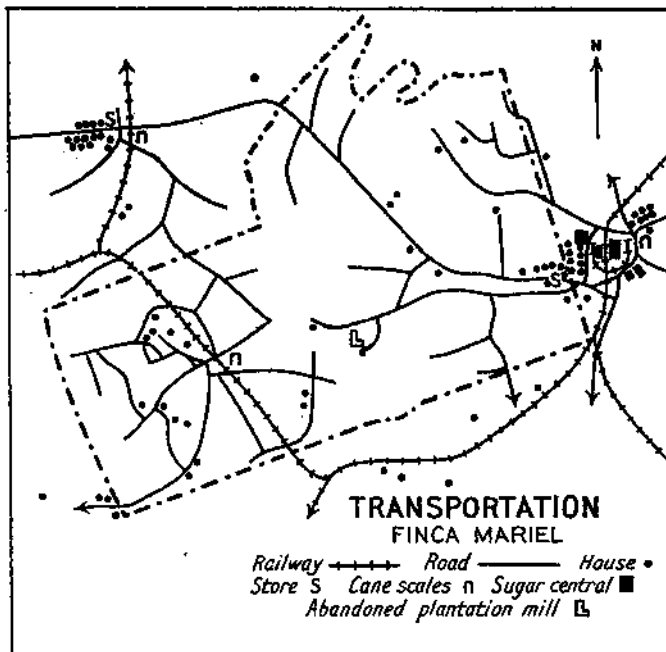 N
S
n
S
n
n
TRANSPORTATION
FINCA MARIEL
Railway Road House
Store S Cane scales n Sugar central
Abandoned plantation mill